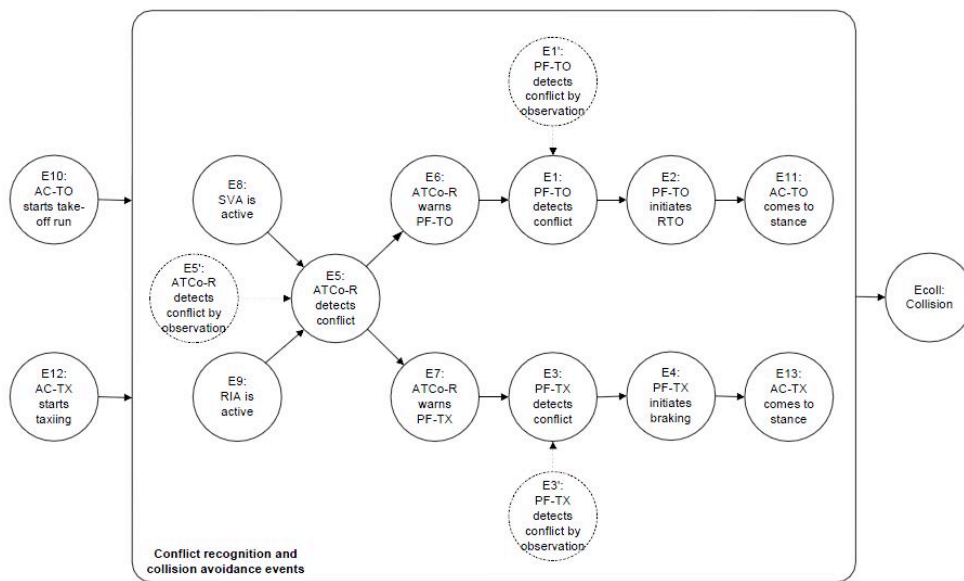 E1':
PF-TO
detects
conflict by
observation
E10:
AC-TO
starts take-
off run
E8:
SVA is
active
E6:
ATCo-R
warns
PF-TO
E1:
PF-TO
detects
conflict
E2:
PF-TO
initiates
RTO
E11:
AC-TO
comes to
stance
E5':
ATCo-R
detects
conflict by
observation
E5:
ATCo-R
detects
conflict
Ecoll:
Collision
E12:
AC-TX
starts
taxiing
E9:
RIA is
active
E7:
ATCo-R
warns
PF-TX
E3:
PF-TX
detects
conflict
E4:
PF-TX
initiates
braking
E13:
AC-TX
comes to
stance
E3':
PF-TX
detects
conflict by
observation
Conflict recognition and
collision avoidance events